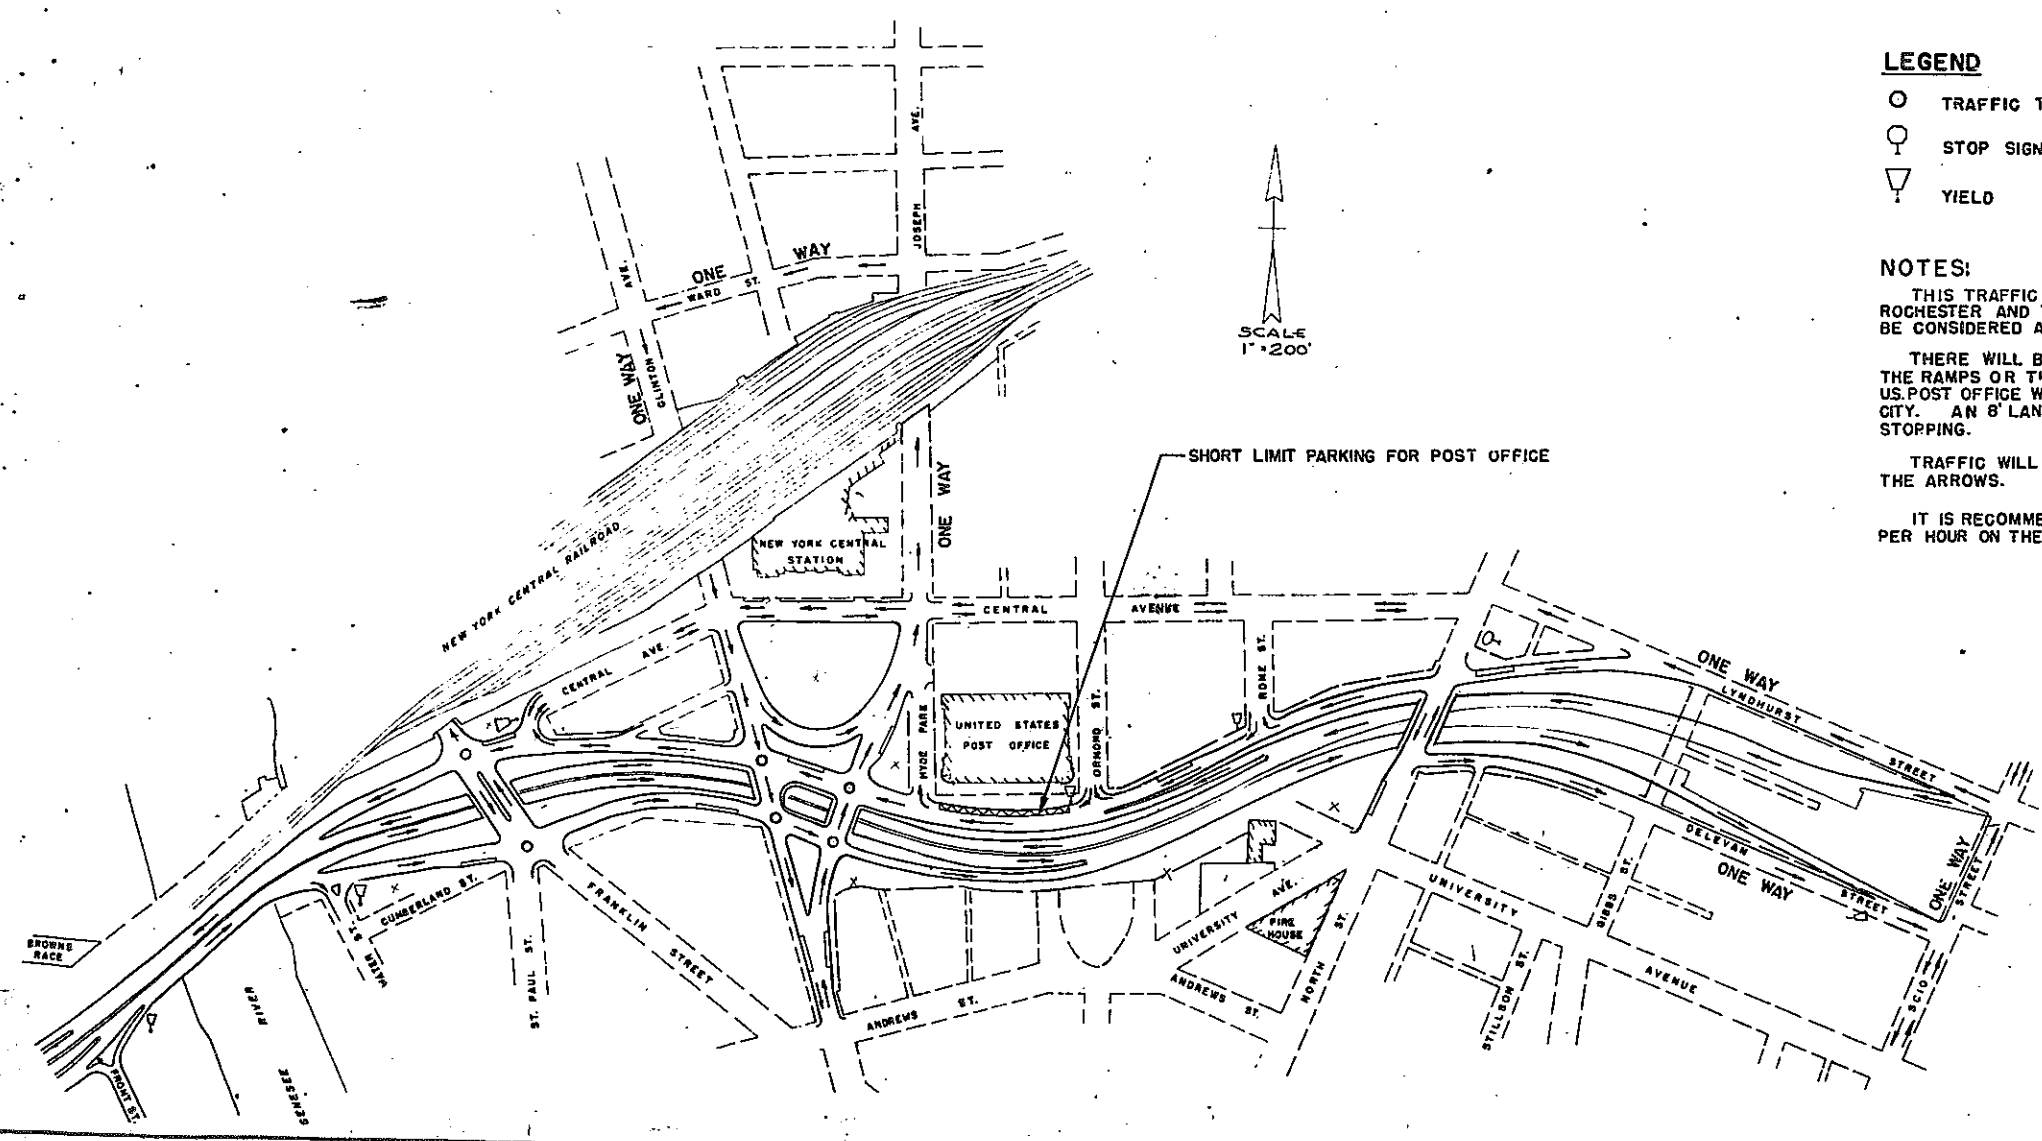 LEGEND
TRAFFIC
STOP SIGN
YIELD
NOTES:
THIS TRAFFIC
ROCHESTER AND
BE CONSIDERED
THERE WILL
THE RAMPS OR
US.POST OFFICE
CITY. AN 8'
STOPPING.
TRAFFIC WILL
THE ARROWS.
IT IS
PER HOUR ON THE
SCALE
1"=200'
AVE.
JOSEPH
ONE WAY
WARD ST.
AVE.
CLINTON
ONE WAY
SHORT LIMIT PARKING FOR POST OFFICE
ONE WAY
NEW YORK CENTRAL RAILROAD
NEW YORK CENTRAL
STATION
CENTRAL AVENUE
CENTRAL AVE.
ROME ST.
ORMOND ST.
HYDE PARK
UNITED STATES
POST OFFICE
ONE WAY
LYNDHURST STREET
DELEVAN STREET
ONE WAY
ONE WAY
STREET
SCIO
CUMBERLAND ST.
FRANKLIN STREET
WATER ST.
ST. PAUL ST.
ANDREWS ST.
UNIVERSITY AVE.
FIRE
HOUSE
ANDREWS ST.
NORTH ST.
UNIVERSITY AVENUE
GIBBS ST.
STILLSON ST.
BROWNS
RACE
FRONT ST.
RIVER
GENESEE